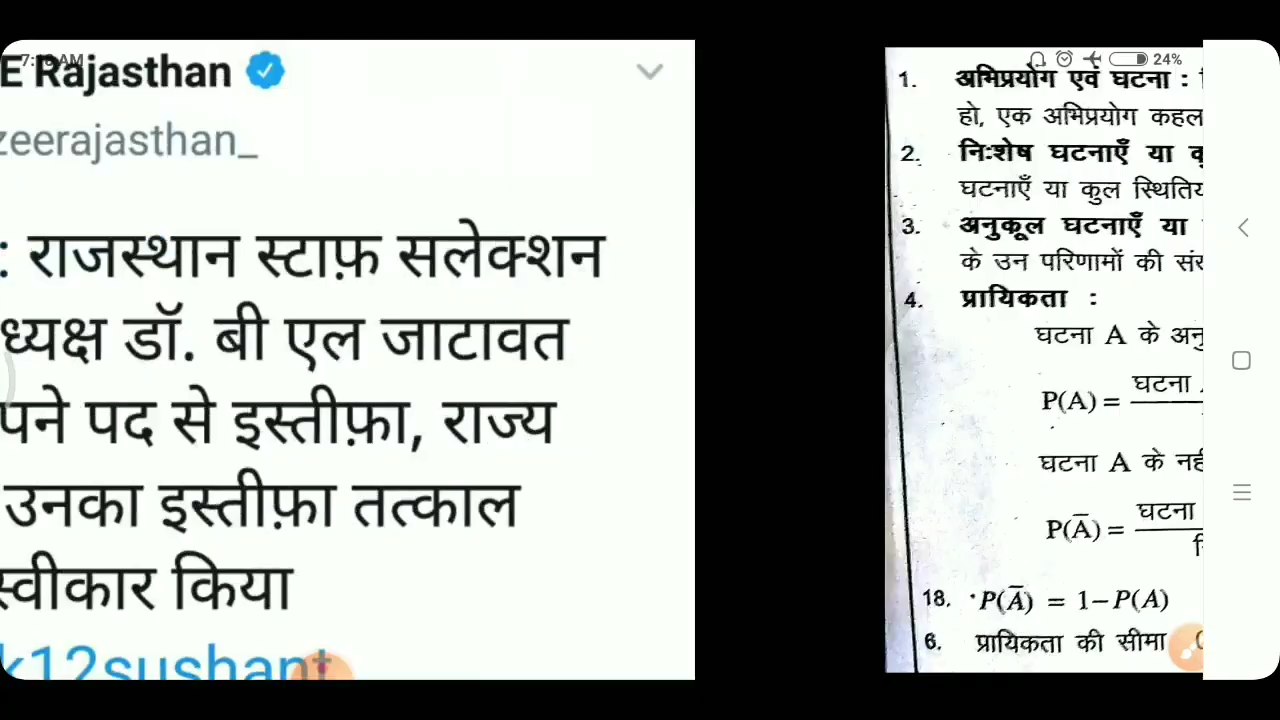 E Rajasthan
zeerajasthan_
: राजस्थान स्टाफ़ सलेक्शन
ध्यक्ष डॉ. बी एल जाटावत
पने पद से इस्तीफ़ा, राज्य
उनका इस्तीफ़ा तत्काल
स्वीकार किया
k12sushant
24%
1. अभिप्रयोग एवं घटना :
हो, एक अभिप्रयोग कहल
2. निःशेष घटनाएँ या
घटनाएँ या कुल स्थितिय
3. अनुकूल घटनाएँ या
के उन परिणामों की संर
4. प्रायिकता :
घटना A के अनु
P(A) = घटना
घटना A के नही
P(A̅) = घटना
18. P(A̅) = 1–P(A)
6. प्रायिकता की सीमा